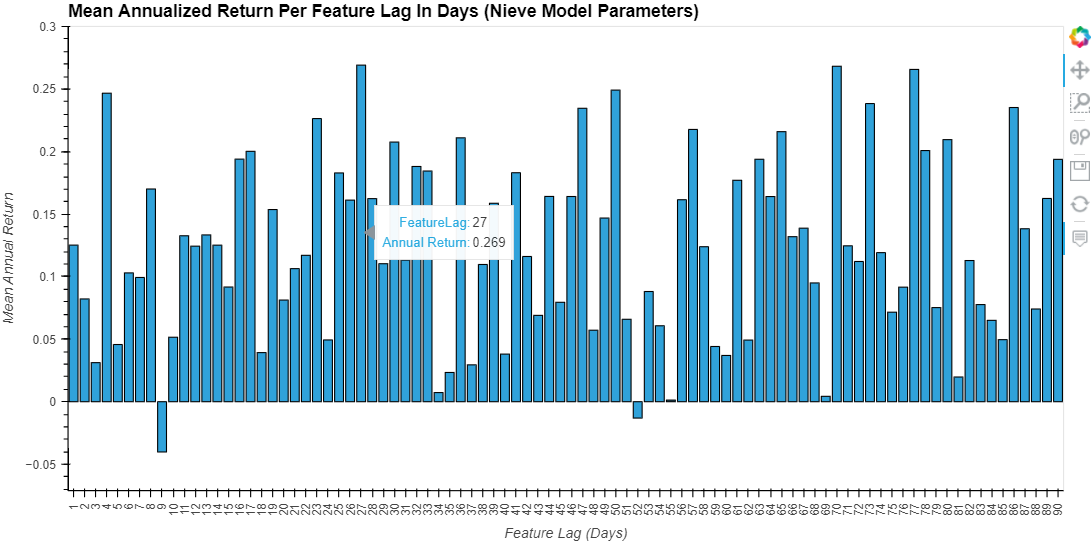 Mean Annualized Return Per Feature Lag In Days (Nieve Model Parameters)
0.3
0.25
0.2
0.15
0.1
0.05
0
−0.05
Mean Annual Return
FeatureLag: 27
Annual Return: 0.269
1 2 3 4 5 6 7 8 9 10 11 12 13 14 15 16 17 18 19 20 21 22 23 24 25 26 27 28 29 30 31 32 33 34 35 36 37 38 39 40 41 42 43 44 45 46 47 48 49 50 51 52 53 54 55 56 57 58 59 60 61 62 63 64 65 66 67 68 69 70 71 72 73 74 75 76 77 78 79 80 81 82 83 84 85 86 87 88 89 90
Feature Lag (Days)